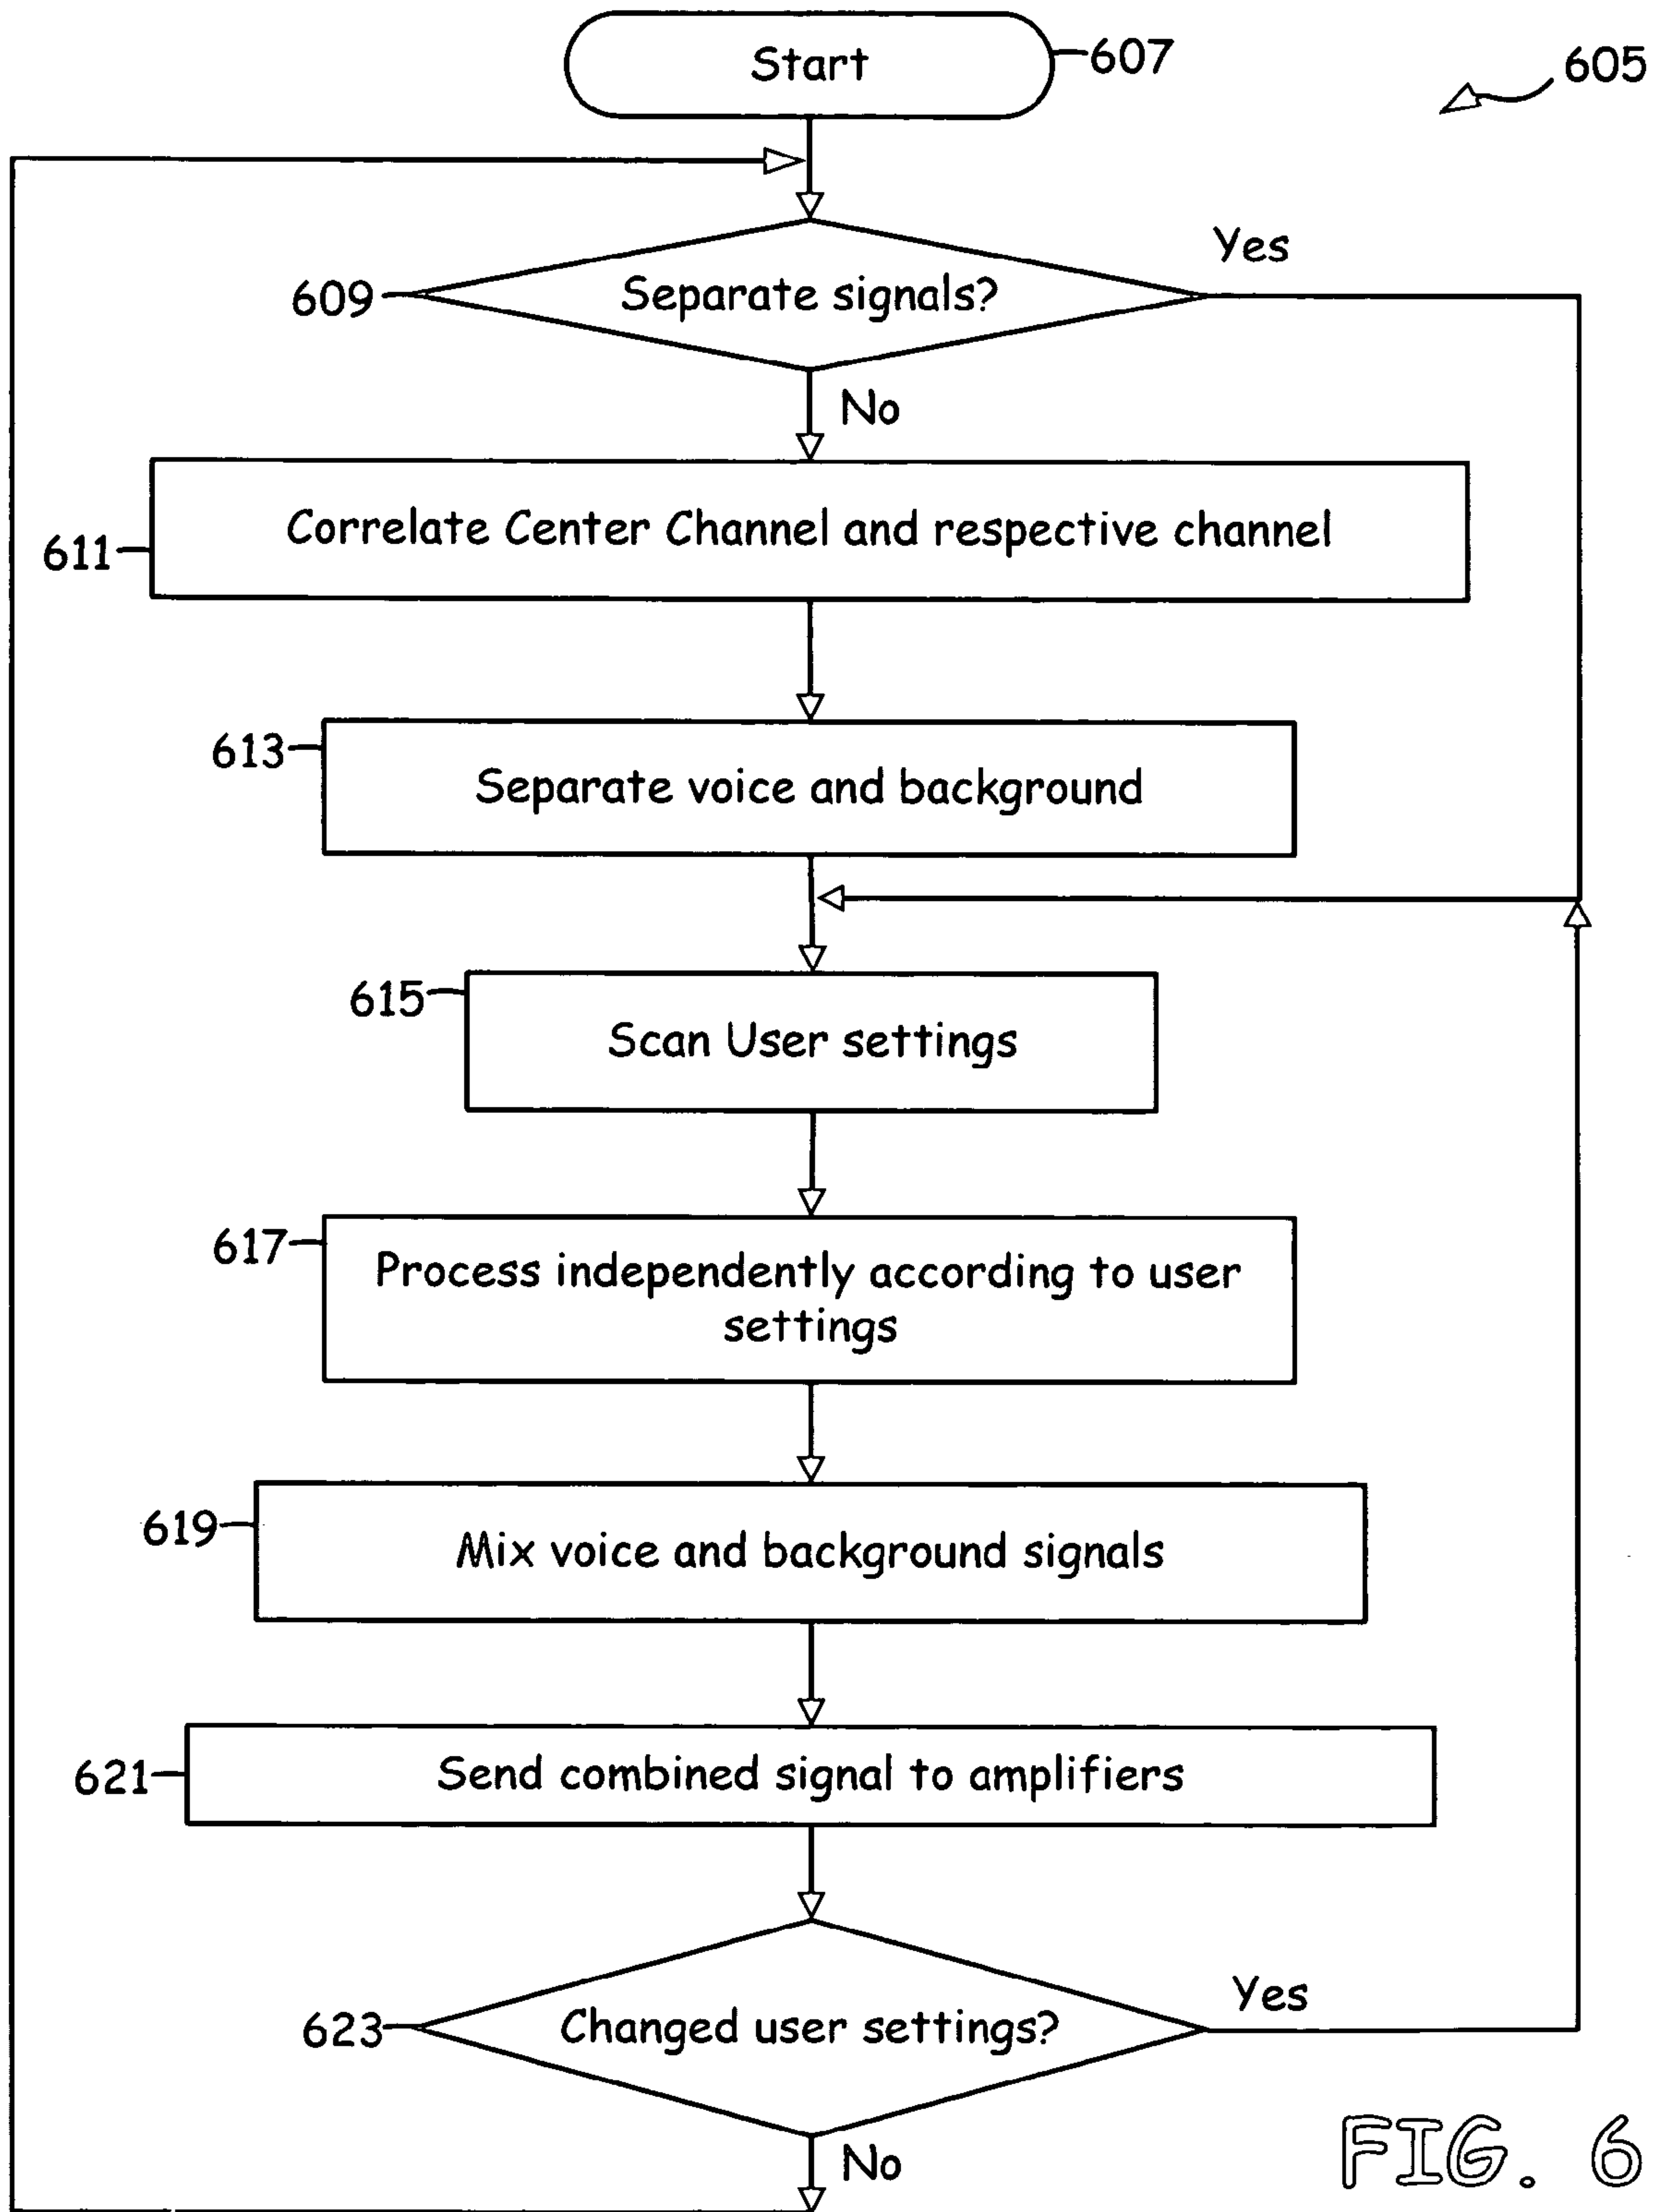 Start
607
605
Yes
609
Separate signals?
No
Correlate Center Channel and respective channel
611
613
Separate voice and background
615
Scan User settings
617
Process independently according to user
settings
619
Mix voice and background signals
621
Send combined signal to amplifiers
Yes
623
Changed user settings?
No
FIG. 6